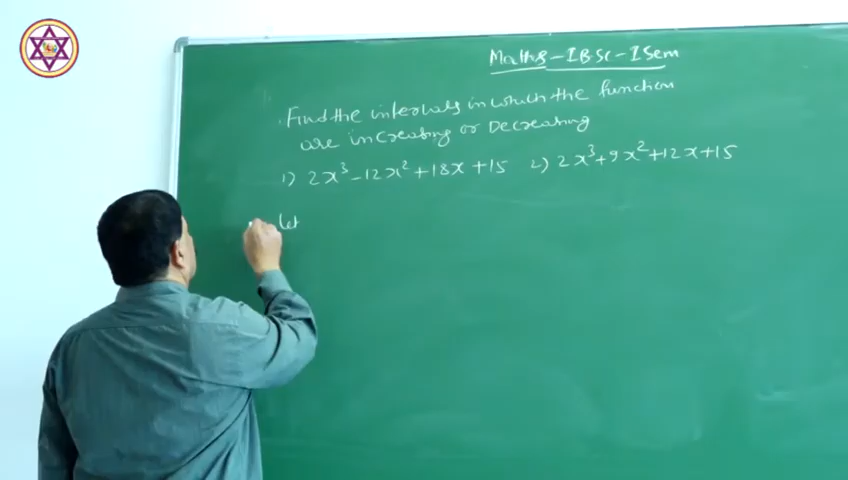 Maths - I B.Sc - I Sem
Find the intervals in which the function
are increasing or Decreasing
1) 2x³ - 12x² + 18x + 15 2) 2x³ + 9x² + 12x + 15
let